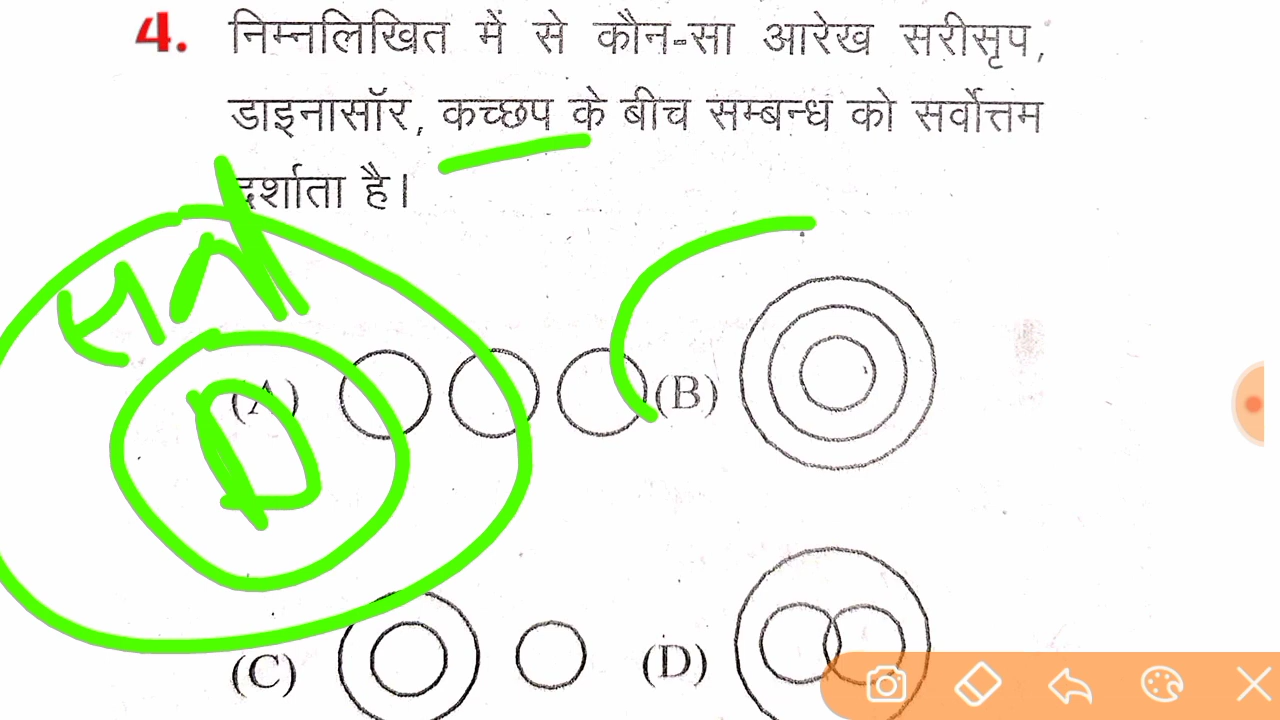 4. निम्नलिखित में से कौन-सा आरेख सरीसृप,
डाइनासॉर, कच्छप के बीच सम्बन्ध को सर्वोत्तम
दर्शाता है।
(A) (B)
D
(C) (D)